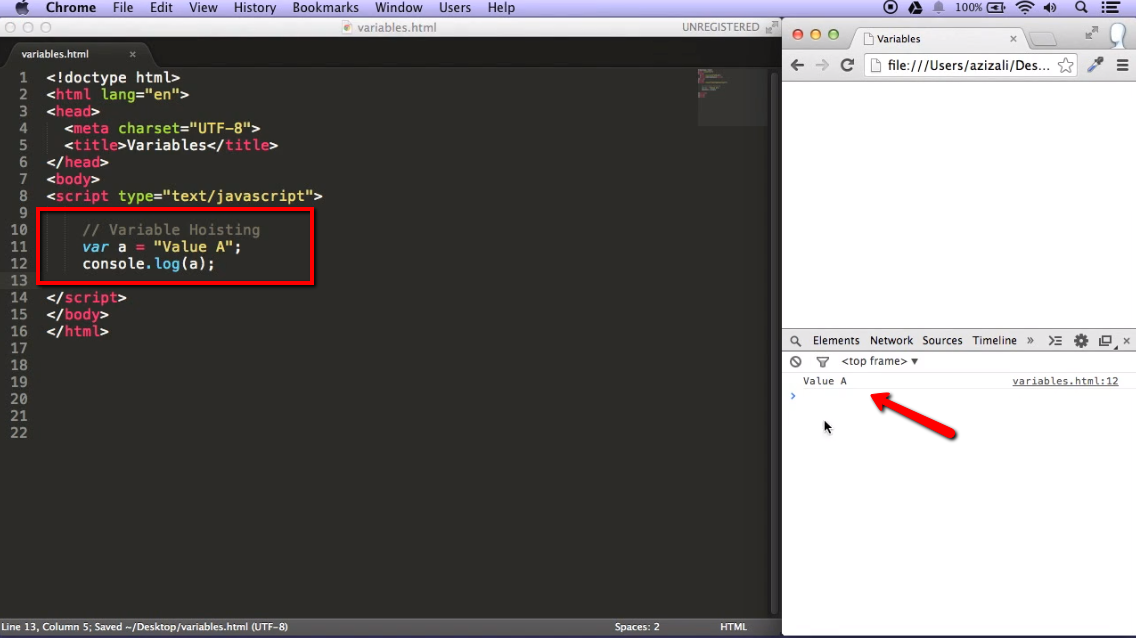 Chrome File Edit View History Bookmarks Window Users Help 100%
variables.html UNREGISTERED
variables.html ×
1 <!doctype html>
2 <html lang="en">
3 <head>
4 <meta charset="UTF-8">
5 <title>Variables</title>
6 </head>
7 <body>
8 <script type="text/javascript">
9
10 // Variable Hoisting
11 var a = "Value A";
12 console.log(a);
13
14 </script>
15 </body>
16 </html>
17
18
19
20
21
22
Line 13, Column 5; Saved ~/Desktop/variables.html (UTF-8) Spaces: 2 HTML
Variables ×
file:///Users/azizali/Des...
Elements Network Sources Timeline » ×
<top frame> ▼
Value A variables.html:12
>